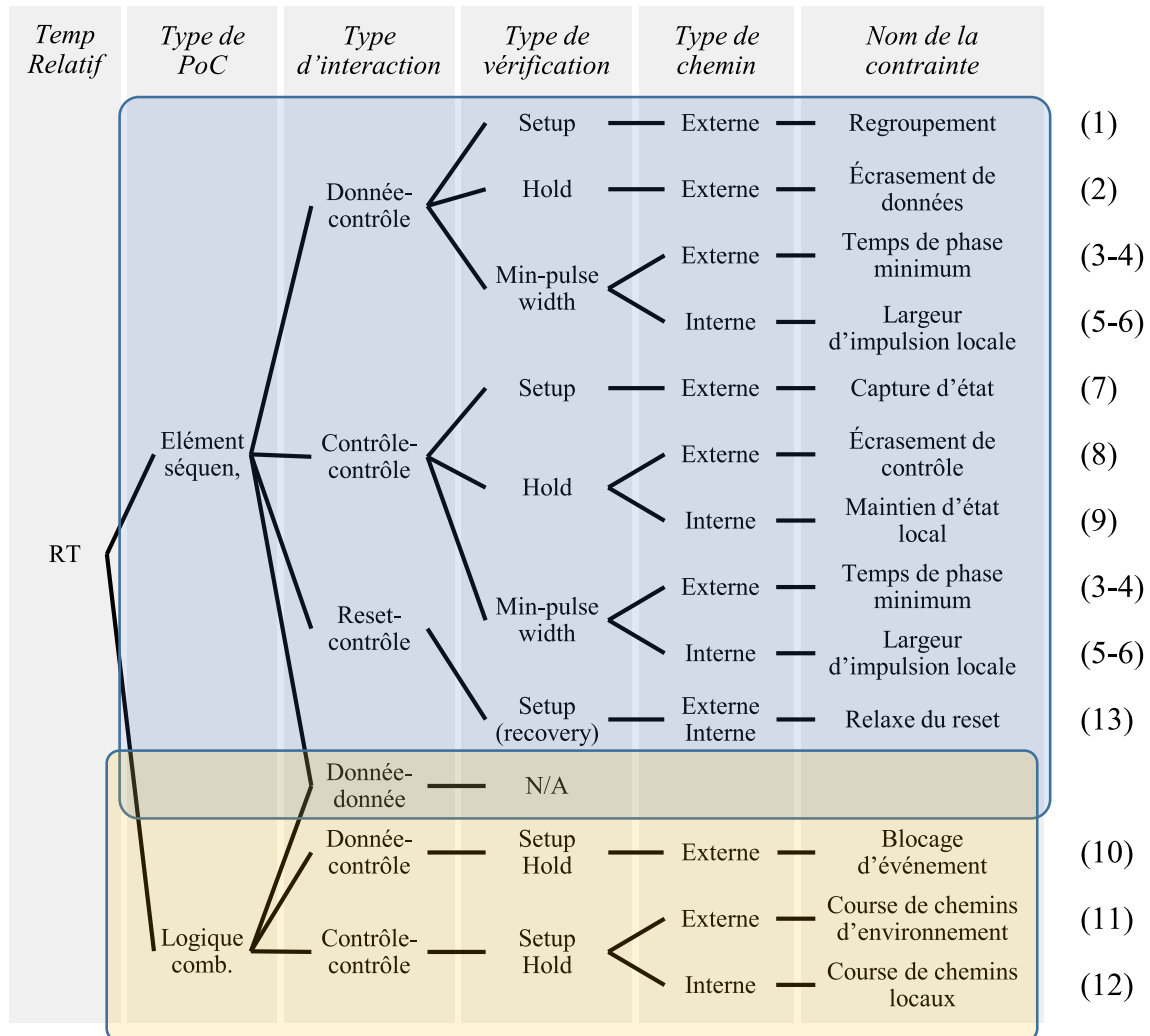 Temp
Relatif
Type de
PoC
Type
d’interaction
Type de
vérification
Type de
chemin
Nom de la
contrainte
Setup
Externe
Regroupement
(1)
Donnée-
contrôle
Hold
Externe
Écrasement de
données
(2)
Min-pulse
width
Externe
Temps de phase
minimum
(3-4)
Interne
Largeur
d’impulsion locale
(5-6)
Setup
Externe
Capture d’état
(7)
Elément
séquen,
Contrôle-
contrôle
Hold
Externe
Écrasement de
contrôle
(8)
Interne
Maintien d’état
local
(9)
RT
Min-pulse
width
Externe
Temps de phase
minimum
(3-4)
Reset-
contrôle
Interne
Largeur
d’impulsion locale
(5-6)
Setup
(recovery)
Externe
Interne
Relaxe du reset
(13)
Donnée-
donnée
N/A
Donnée-
contrôle
Setup
Hold
Externe
Blocage
d’événement
(10)
Logique
comb.
Contrôle-
contrôle
Setup
Hold
Externe
Course de chemins
d’environnement
(11)
Interne
Course de chemins
locaux
(12)